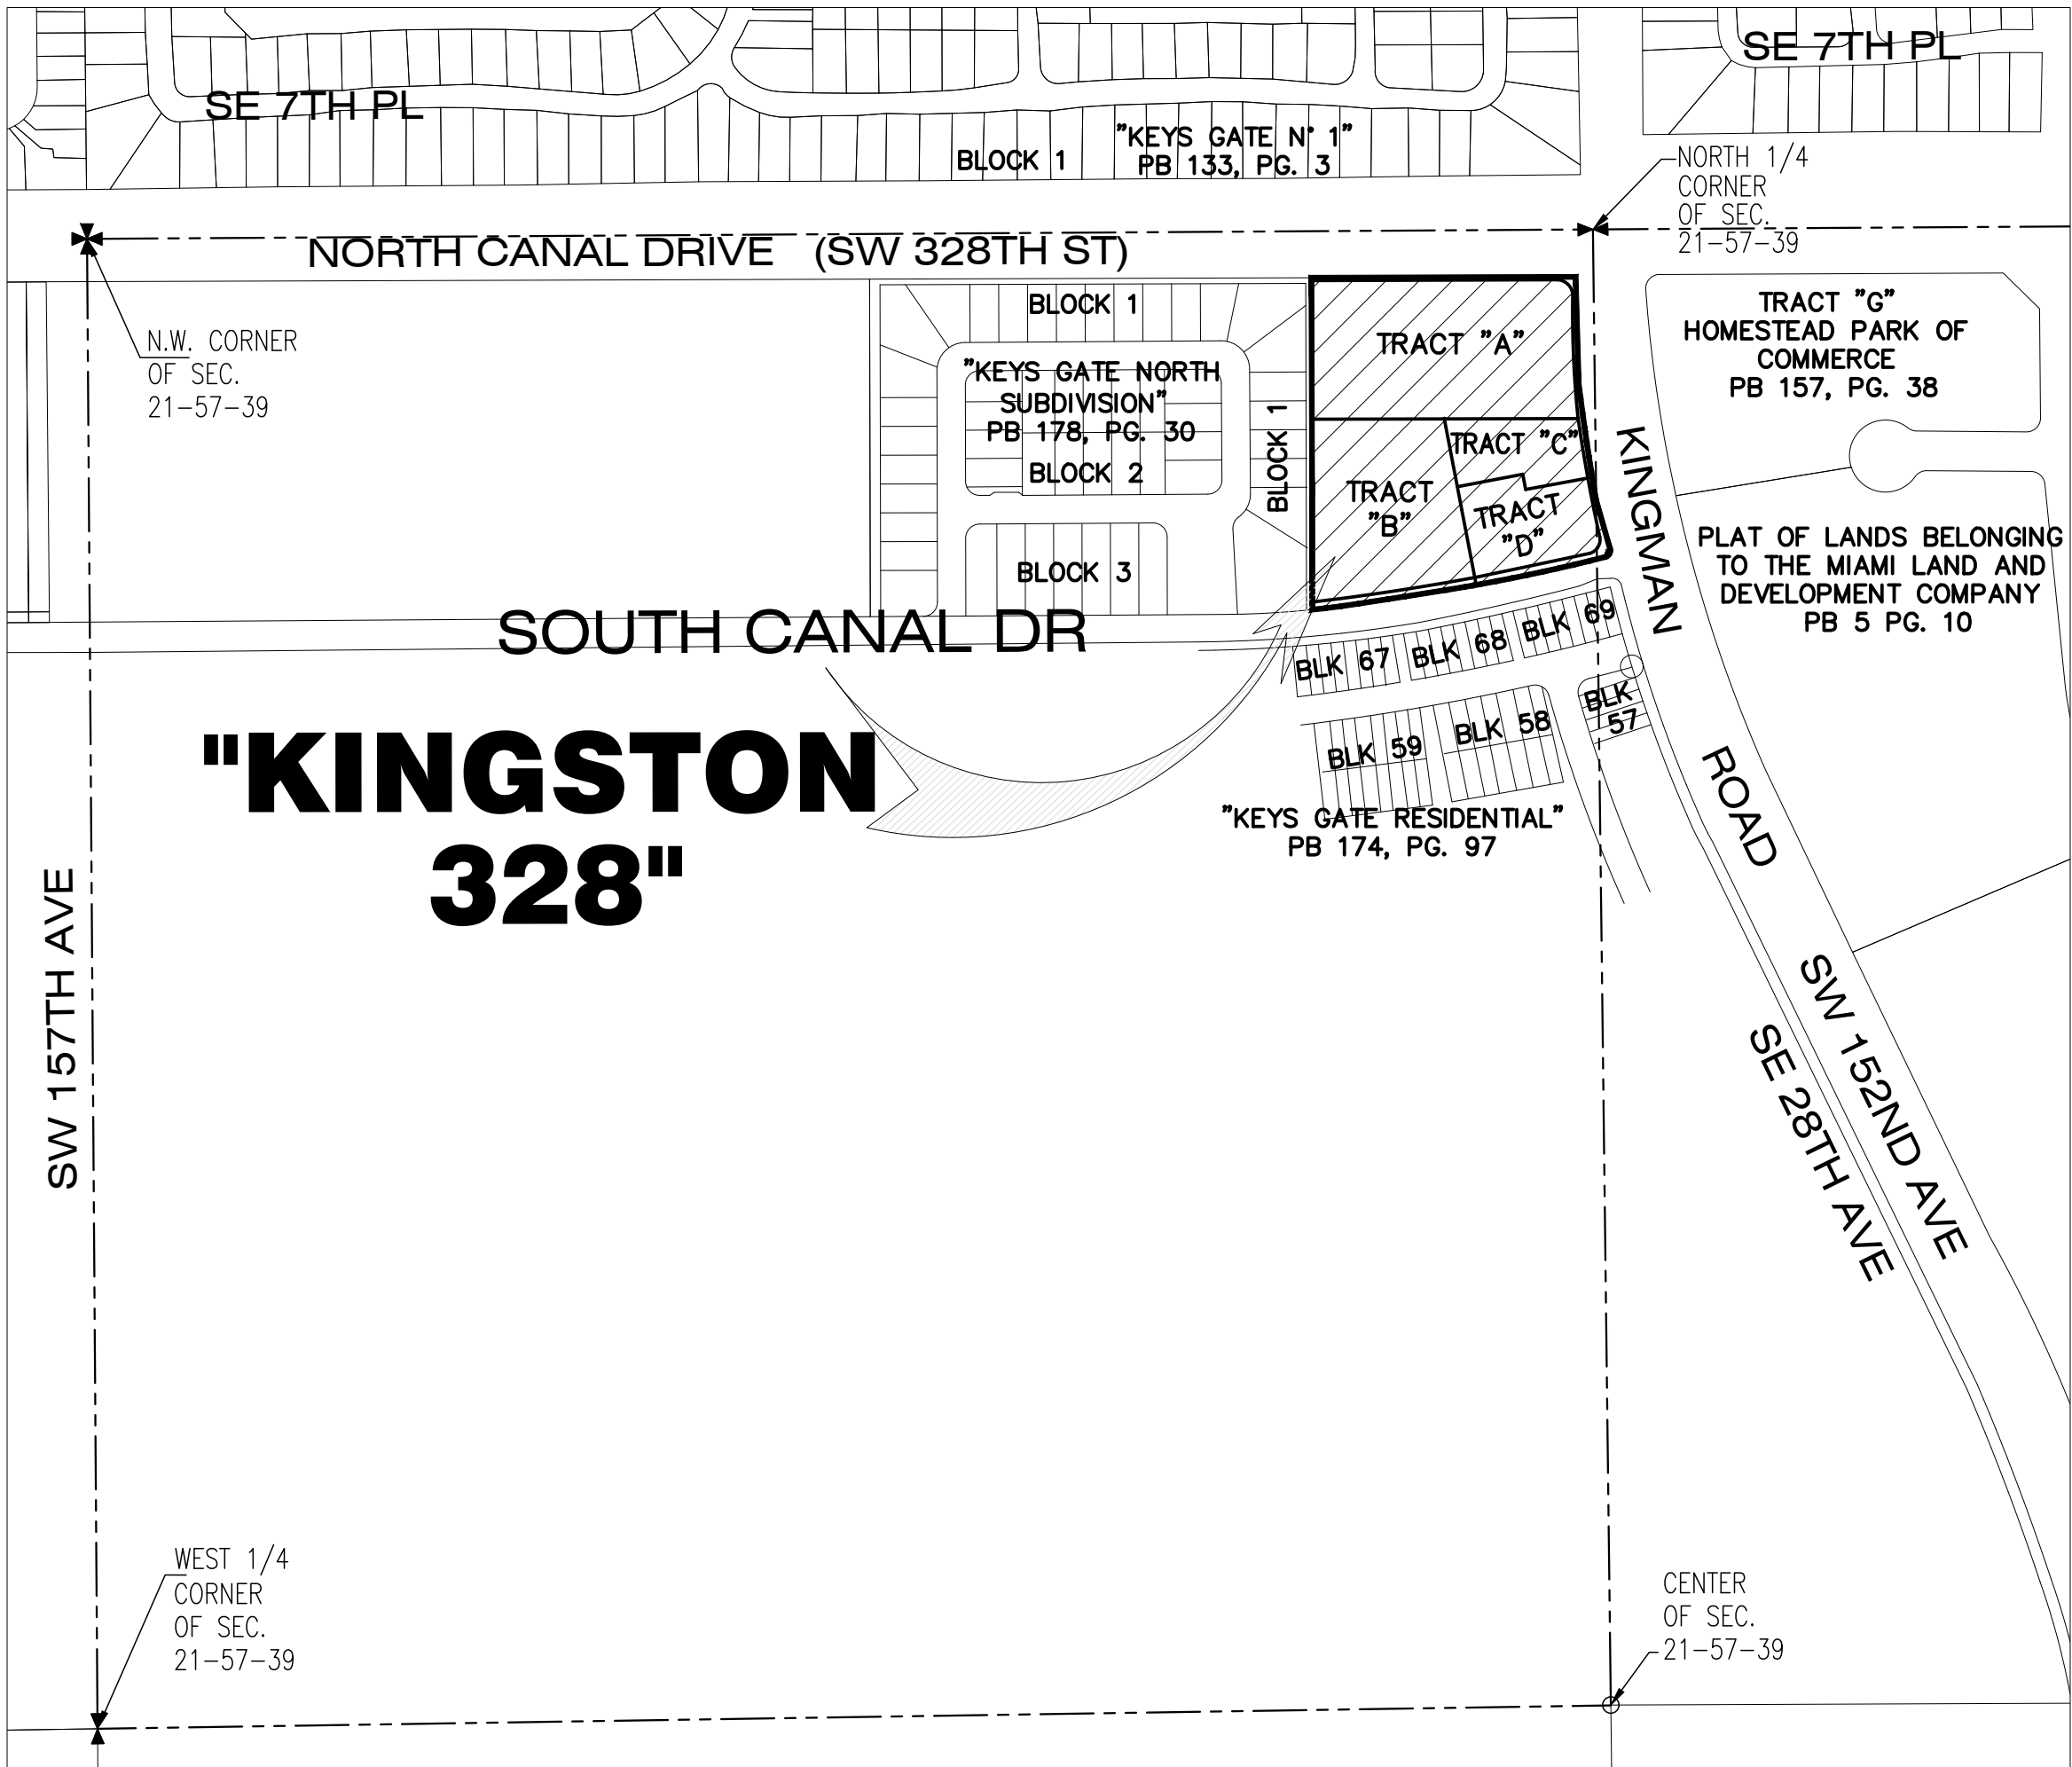 SE 7TH PL
SE 7TH PL
"KEYS GATE N° 1"
PB 133, PG. 3
BLOCK 1
NORTH 1/4
CORNER
OF SEC.
21-57-39
NORTH CANAL DRIVE (SW 328TH ST)
N.W. CORNER
OF SEC.
21-57-39
BLOCK 1
"KEYS GATE NORTH
SUBDIVISION"
PB 178, PG. 30
BLOCK 2
BLOCK 1
BLOCK 3
TRACT "A"
TRACT "C"
TRACT
"B"
TRACT
"D"
TRACT "G"
HOMESTEAD PARK OF
COMMERCE
PB 157, PG. 38
PLAT OF LANDS BELONGING
TO THE MIAMI LAND AND
DEVELOPMENT COMPANY
PB 5 PG. 10
KINGMAN
ROAD
SOUTH CANAL DR
BLK 67
BLK 68
BLK 69
BLK
57
BLK 59
BLK 58
"KEYS GATE RESIDENTIAL"
PB 174, PG. 97
"KINGSTON
328"
SW 157TH AVE
SW 152ND AVE
SE 28TH AVE
WEST 1/4
CORNER
OF SEC.
21-57-39
CENTER
OF SEC.
21-57-39